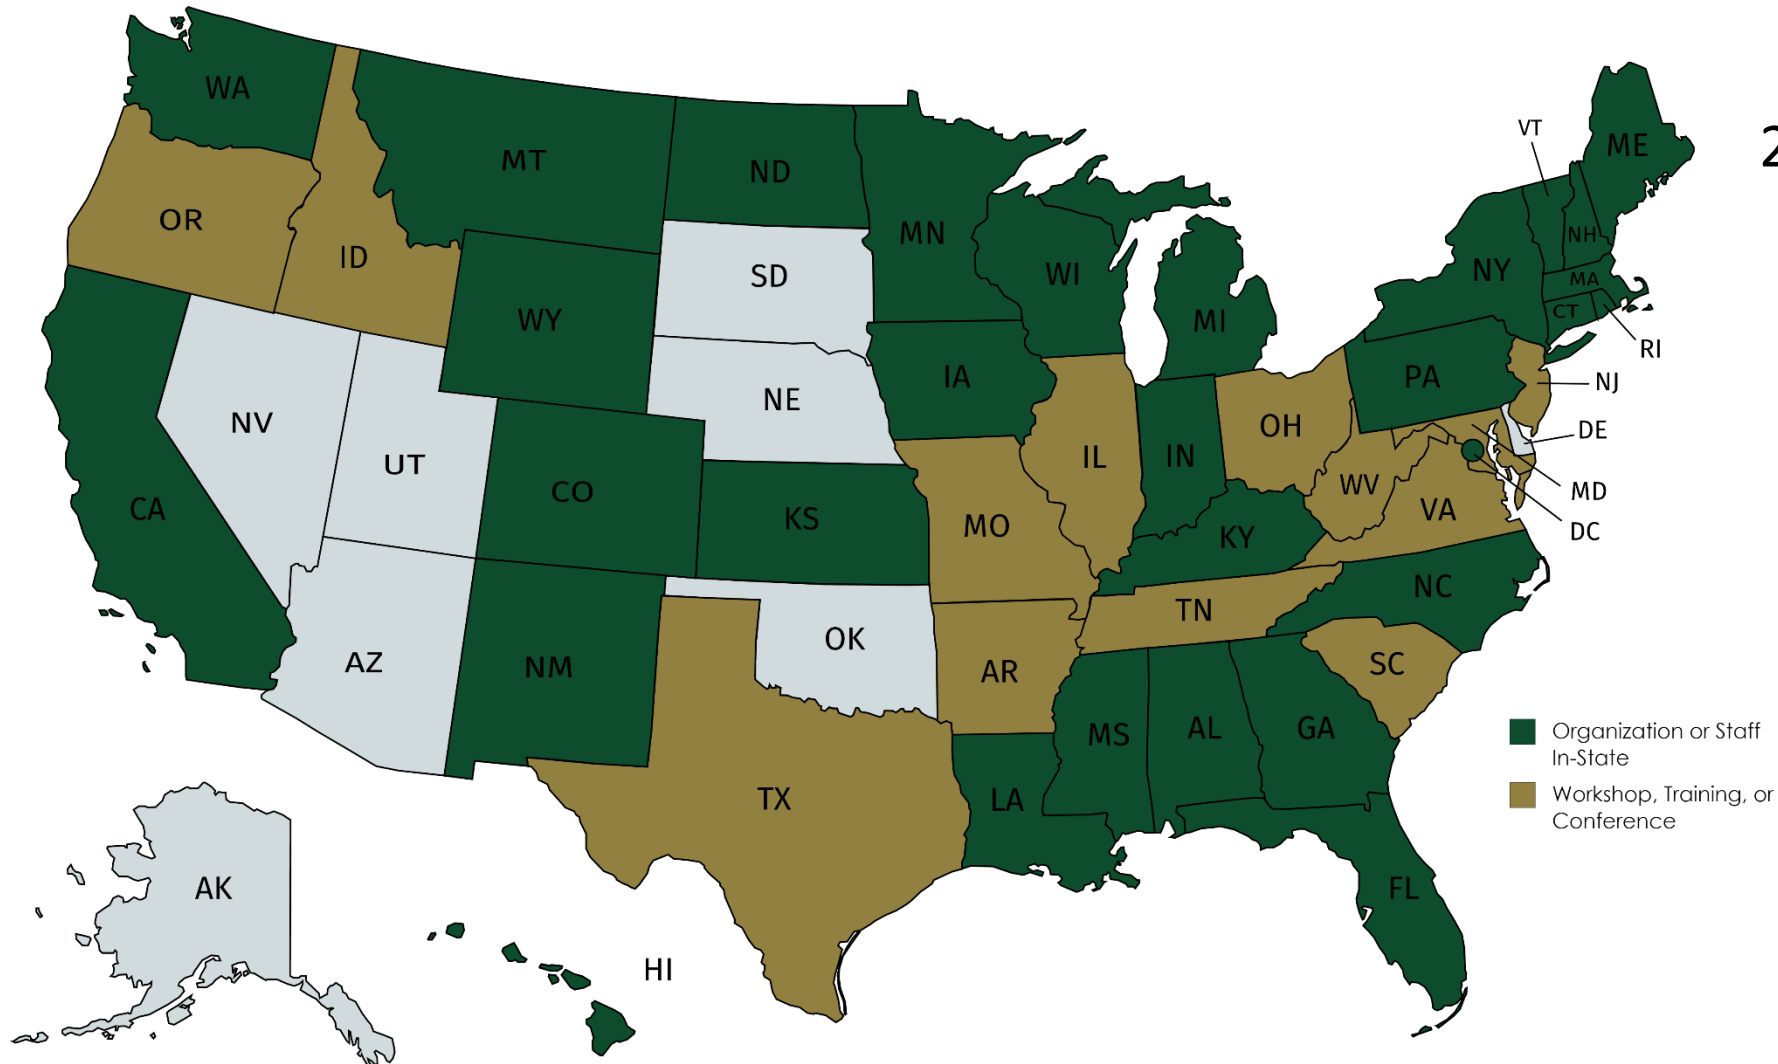 WA
MT
ND
MN
VT
ME
2
OR
ID
SD
WI
NY
NH
MA
CT
RI
WY
MI
IA
PA
NJ
NE
NV
UT
OH
DE
CO
KS
IL
IN
WV
MD
CA
MO
KY
VA
DC
NC
TN
OK
AZ
NM
AR
SC
MS
AL
GA
TX
LA
Organization or Staff
In-State
Workshop, Training, or
Conference
AK
FL
HI